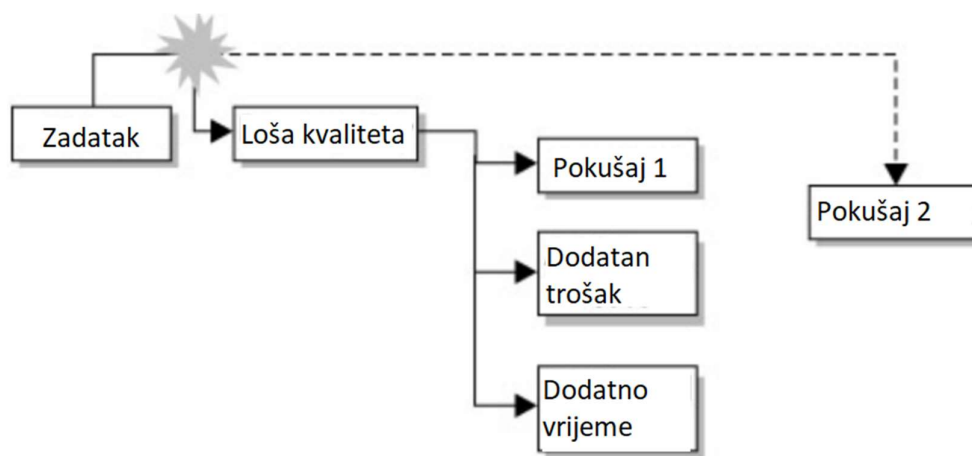 Zadatak
Loša kvaliteta
Pokušaj 1
Pokušaj 2
Dodatan
trošak
Dodatno
vrijeme